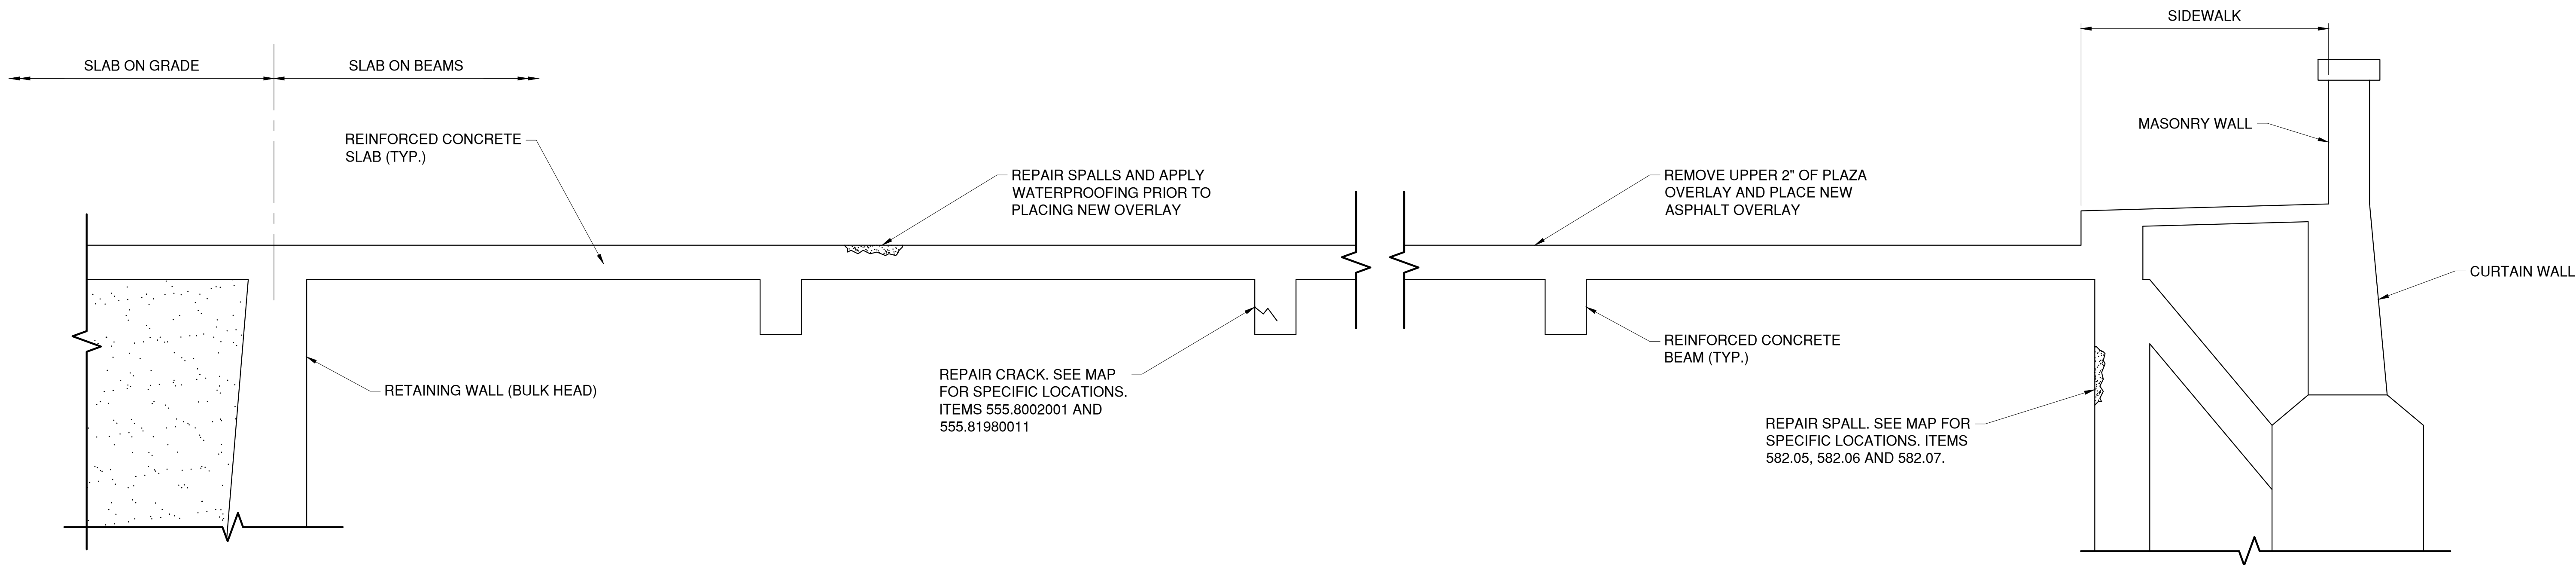 SIDEWALK
SLAB ON GRADE
SLAB ON BEAMS
MASONRY WALL
REINFORCED CONCRETE
SLAB (TYP.)
REPAIR SPALLS AND APPLY
WATERPROOFING PRIOR TO
PLACING NEW OVERLAY
REMOVE UPPER 2" OF PLAZA
OVERLAY AND PLACE NEW
ASPHALT OVERLAY
CURTAIN WALL
RETAINING WALL (BULK HEAD)
REPAIR CRACK. SEE MAP
FOR SPECIFIC LOCATIONS.
ITEMS 555.8002001 AND
555.81980011
REINFORCED CONCRETE
BEAM (TYP.)
REPAIR SPALL. SEE MAP FOR
SPECIFIC LOCATIONS. ITEMS
582.05, 582.06 AND 582.07.